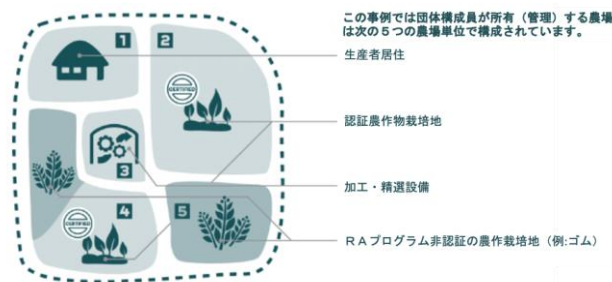 この事例では団体構成員が所有（管理）する農場
は次の５つの農場単位で構成されています。
1
2
生産者居住
CERTIFIED
認証農作物栽培地
3
加工・精選設備
4
5
CERTIFIED
ＲＡプログラム非認証の農作栽培地（例:ゴム）